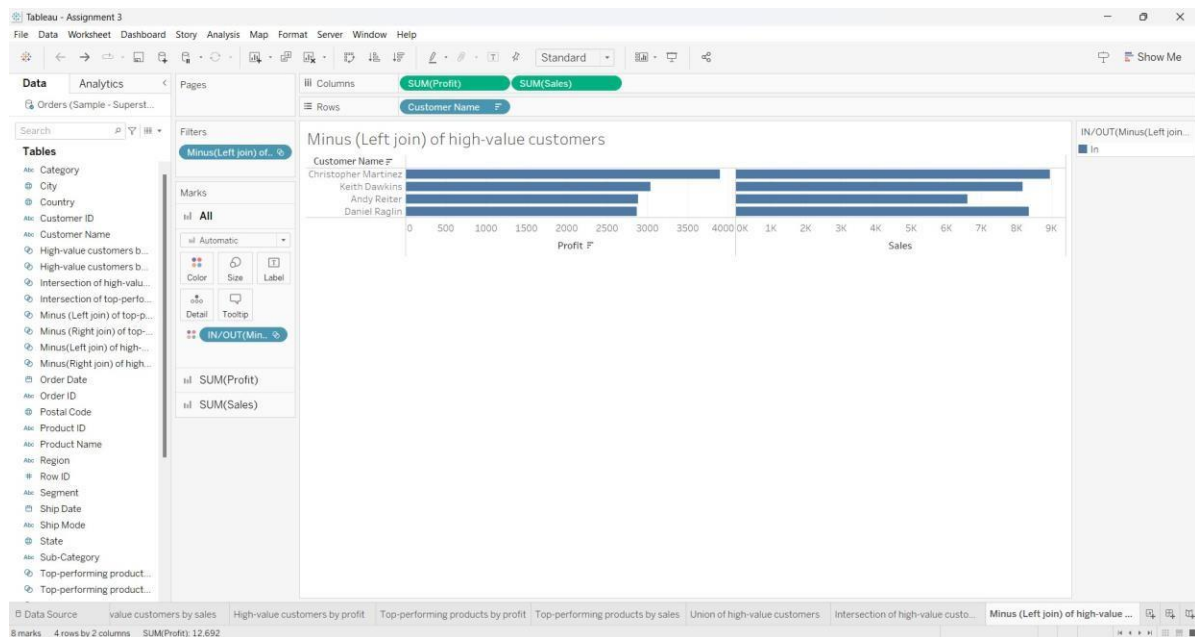 Tableau - Assignment 3
File Data Worksheet Dashboard Story Analysis Map Format Server Window Help
Standard
Show Me
Data Analytics
Orders (Sample - Superst...
Search
Tables
Abc Category
City
Country
Abc Customer ID
Abc Customer Name
High-value customers b...
High-value customers b...
Intersection of high-valu...
Intersection of top-perfo...
Minus (Left join) of top-p...
Minus (Right join) of top-...
Minus(Left join) of high-...
Minus(Right join) of high...
Order Date
Abc Order ID
Postal Code
Abc Product ID
Abc Product Name
Abc Region
# Row ID
Abc Segment
Ship Date
Abc Ship Mode
State
Abc Sub-Category
Top-performing product...
Top-performing product...
Pages
Filters
Minus(Left join) of..
Marks
All
Automatic
Color Size Label
Detail Tooltip
IN/OUT(Min..
SUM(Profit)
SUM(Sales)
Columns SUM(Profit) SUM(Sales)
Rows Customer Name
Minus (Left join) of high-value customers
Customer Name
Christopher Martinez
Keith Dawkins
Andy Reiter
Daniel Raglin
0 500 1000 1500 2000 2500 3000 3500 4000 0K 1K 2K 3K 4K 5K 6K 7K 8K 9K
Profit Sales
IN/OUT(Minus(Left join...
In
Data Source value customers by sales High-value customers by profit Top-performing products by profit Top-performing products by sales Union of high-value customers Intersection of high-value custo... Minus (Left join) of high-value ...
8 marks 4 rows by 2 columns SUM(Profit): 12,692